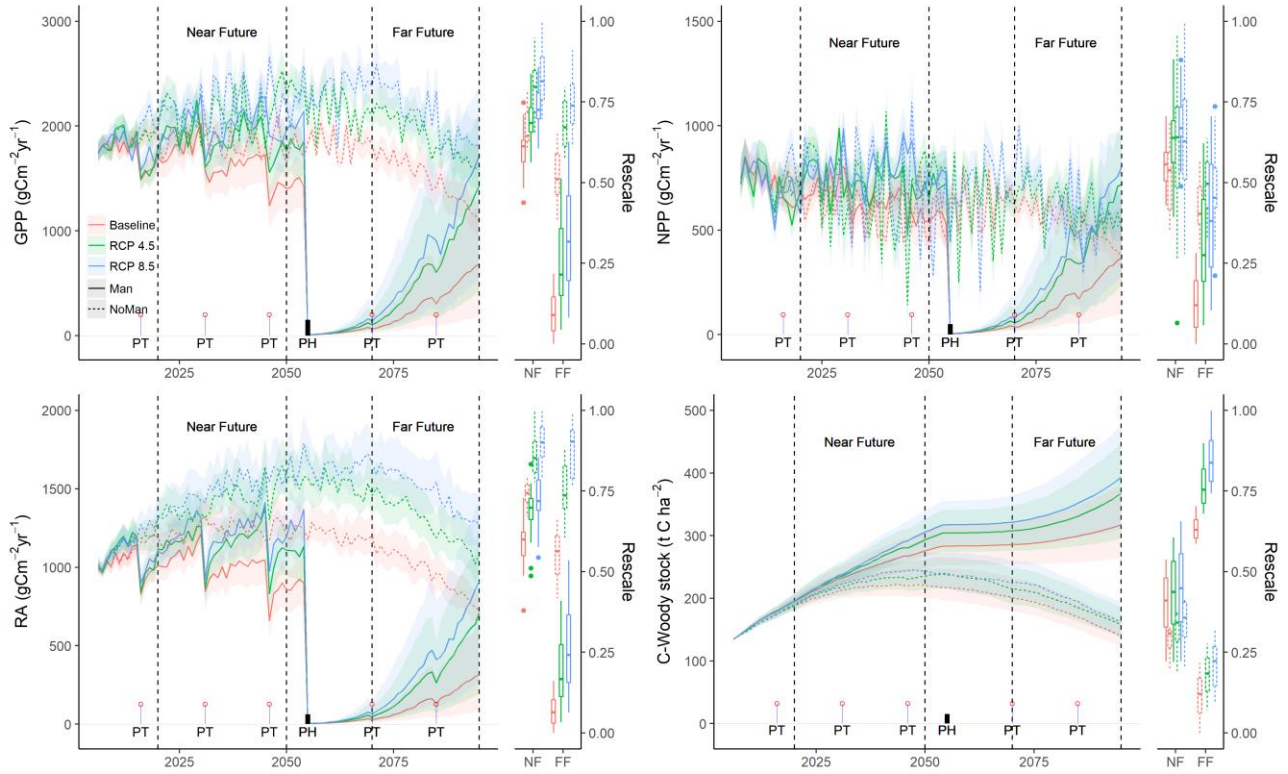 3000
2000
1000
0
GPP (gCm⁻²yr⁻¹)
Near Future
Far Future
Baseline
RCP 4.5
RCP 8.5
Man
NoMan
PT
PT
PT
PH
PT
PT
2025
2050
2075
NF
FF
1.00
0.75
0.50
0.25
0.00
Rescale
1500
1000
500
0
NPP (gCm⁻²yr⁻¹)
Near Future
Far Future
PT
PT
PT
PH
PT
PT
2025
2050
2075
NF
FF
1.00
0.75
0.50
0.25
0.00
Rescale
2000
1500
1000
500
0
RA (gCm⁻²yr⁻¹)
Near Future
Far Future
PT
PT
PT
PH
PT
PT
2025
2050
2075
NF
FF
1.00
0.75
0.50
0.25
0.00
Rescale
500
400
300
200
100
0
C-Woody stock (t C ha⁻²)
Near Future
Far Future
PT
PT
PT
PH
PT
PT
2025
2050
2075
NF
FF
1.00
0.75
0.50
0.25
0.00
Rescale